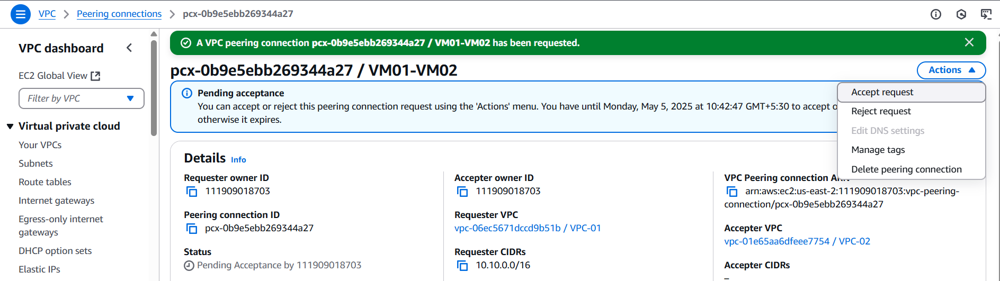 VPC > Peering connections > pcx-0b9e5ebb269344a27
VPC dashboard
EC2 Global View
Filter by VPC
Virtual private cloud
Your VPCs
Subnets
Route tables
Internet gateways
Egress-only internet
gateways
DHCP option sets
Elastic IPs
A VPC peering connection pcx-0b9e5ebb269344a27 / VM01-VM02 has been requested.
pcx-0b9e5ebb269344a27 / VM01-VM02
Actions
Accept request
Reject request
Edit DNS settings
Manage tags
Delete peering connection
Pending acceptance
You can accept or reject this peering connection request using the 'Actions' menu. You have until Monday, May 5, 2025 at 10:42:47 GMT+5:30 to accept
otherwise it expires.
Details Info
Requester owner ID
111909018703
Peering connection ID
pcx-0b9e5ebb269344a27
Status
Pending Acceptance by 111909018703
Accepter owner ID
111909018703
Requester VPC
vpc-06ec5671dccd9b51b / VPC-01
Requester CIDRs
10.10.0.0/16
VPC Peering connection
arn:aws:ec2:us-east-2:111909018703:vpc-peering-
connection/pcx-0b9e5ebb269344a27
Accepter VPC
vpc-01e65aa6dfeee7754 / VPC-02
Accepter CIDRs
–